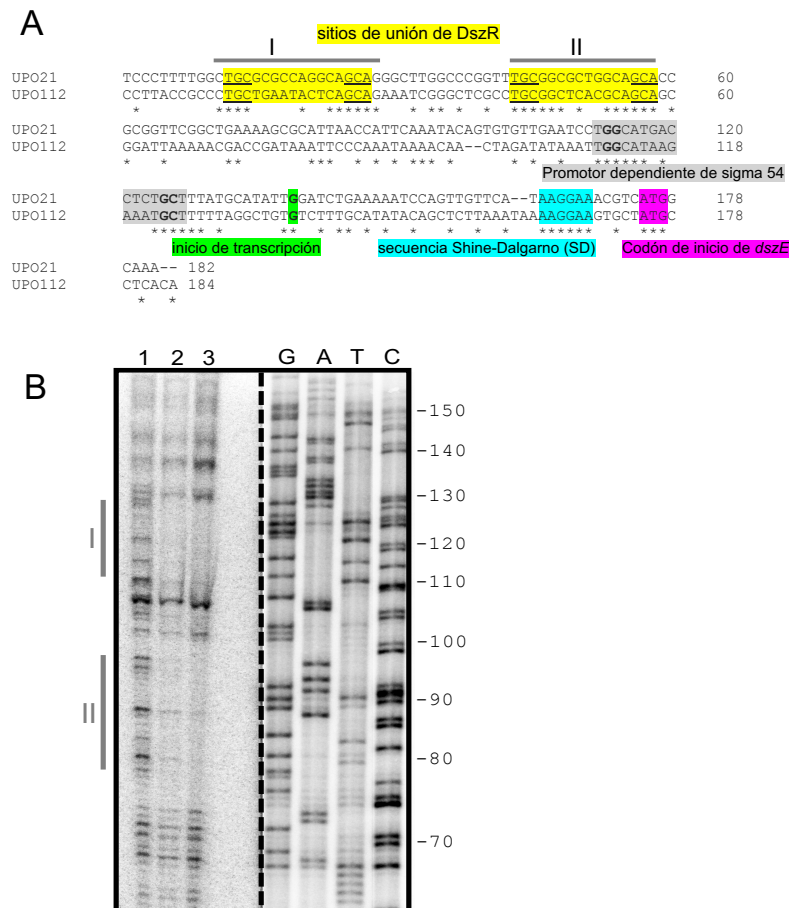 A
sitios de unión de DszR
I II
UPO21 TCCCTTTTGGCTGCGCGCCAGGCAGCAGGGCTTGGCCCGGTTTGCGGCGCTGGCAGCACC 60
UPO112 CCTTACCGCCCTGCTGAATACTCAGCAGAAATCGGGCTCGCCTGCGGCTCACGCAGCAGC 60
UPO21 GCGGTTCGGCTGAAAAGCGCATTAACCATTCAAATACAGTGTGTTGAATCCTGGCATGAC 120
UPO112 GGATTAAAAACGACCGATAAATTCCCAAATAAAACAA--CTAGATATAAATTGGCATAAG 118
Promotor dependiente de sigma 54
UPO21 CTCTGCTTTATGCATATTGGATCTGAAAAATCCAGTTGTTCA--TAAGGAAACGTCATGG 178
UPO112 AAATGCTTTTTAGGCTGTGTCTTTGCATATACAGCTCTTAAATAAAAGGAAGTGCTATGC 178
inicio de transcripción secuencia Shine-Dalgarno (SD) Codón de inicio de dszE
UPO21 CAAA-- 182
UPO112 CTCACA 184
B
1 2 3 G A T C
-150
-140
-130
I
-120
-110
-100
II
-90
-80
-70